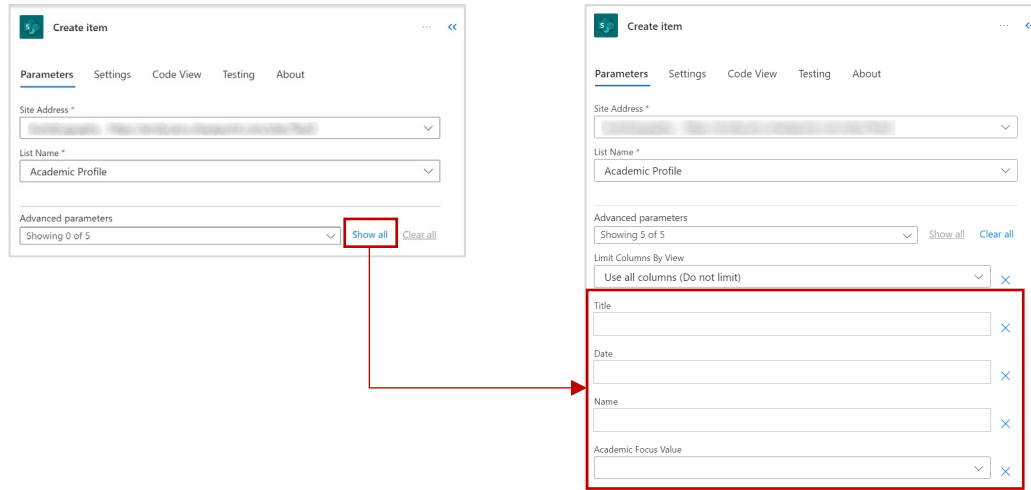 Create item
Parameters Settings Code View Testing About
Site Address *
List Name *
Academic Profile
Advanced parameters
Showing 0 of 5 Show all Clear all
Create item
Parameters Settings Code View Testing About
Site Address *
List Name *
Academic Profile
Advanced parameters
Showing 5 of 5 Show all Clear all
Limit Columns By View
Use all columns (Do not limit)
Title
Date
Name
Academic Focus Value